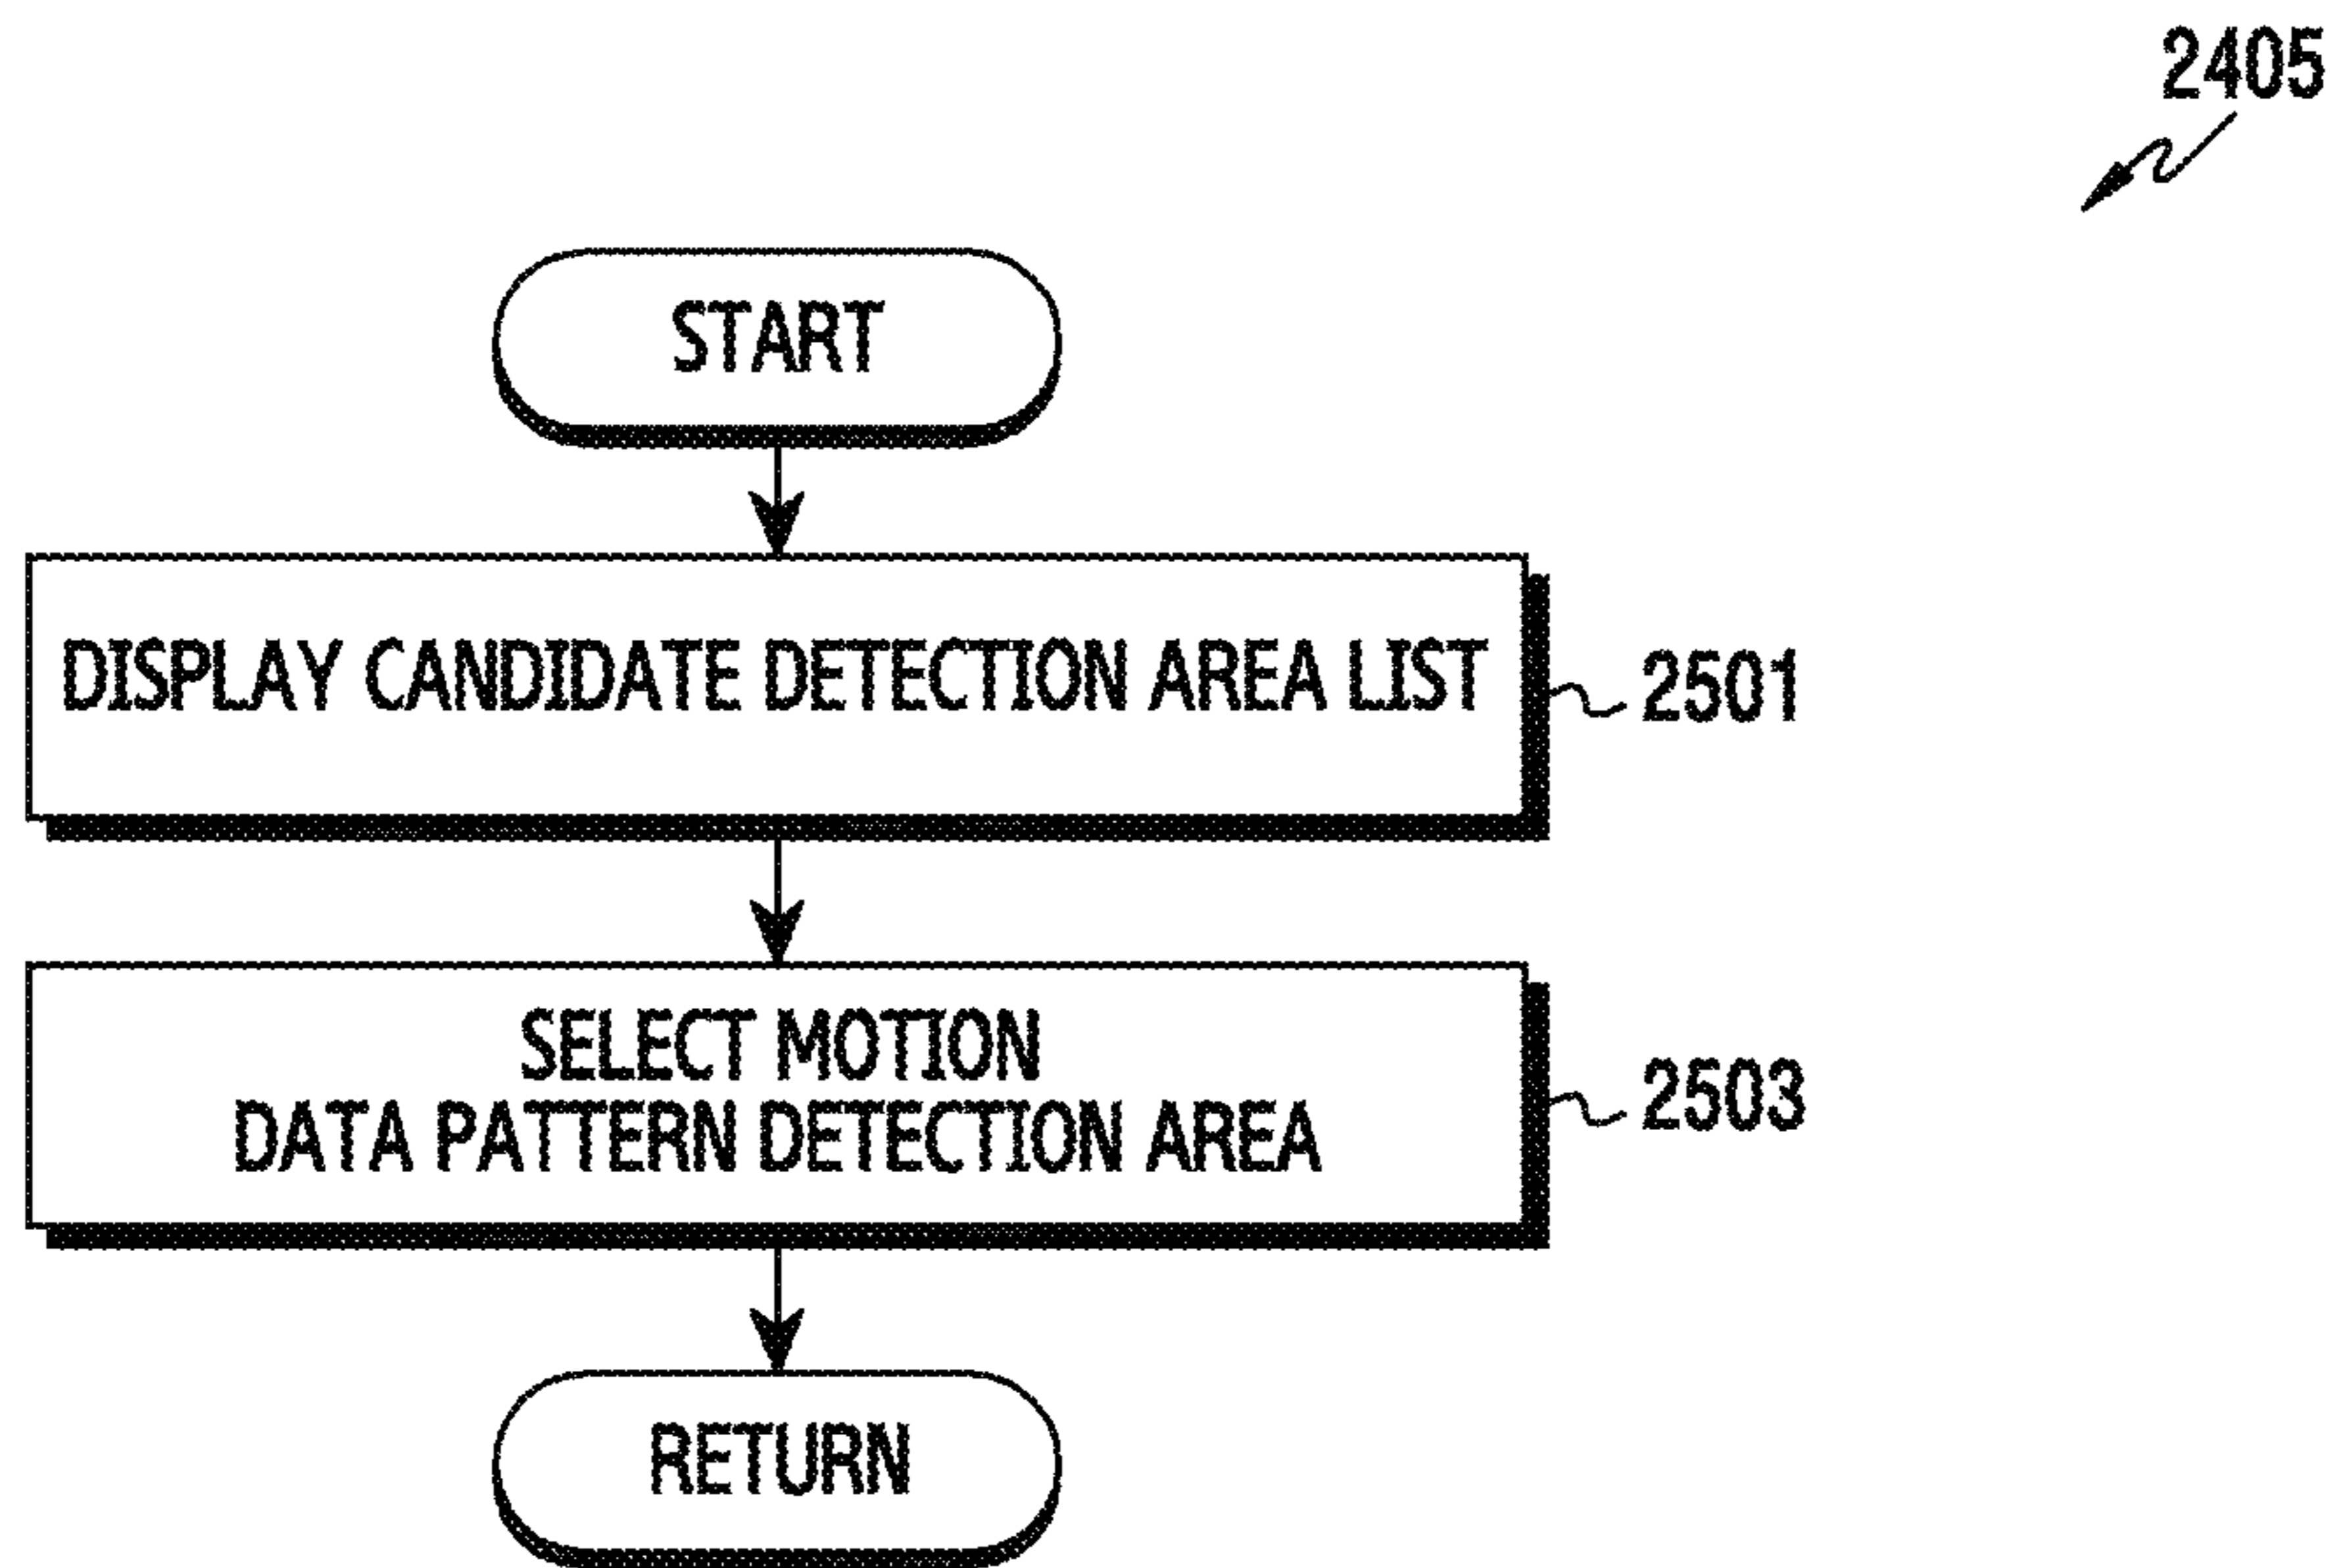 2405
START
DISPLAY CANDIDATE DETECTION AREA LIST
2501
SELECT MOTION
DATA PATTERN DETECTION AREA
2503
RETURN